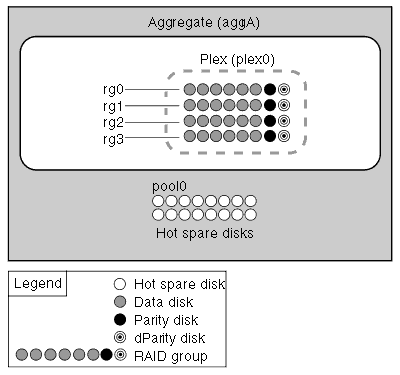 Aggregate (aggA)
Plex (plex0)
rg0
rg1
rg2
rg3
pool0
Hot spare disks
Legend
Hot spare disk
Data disk
Parity disk
dParity disk
RAID group